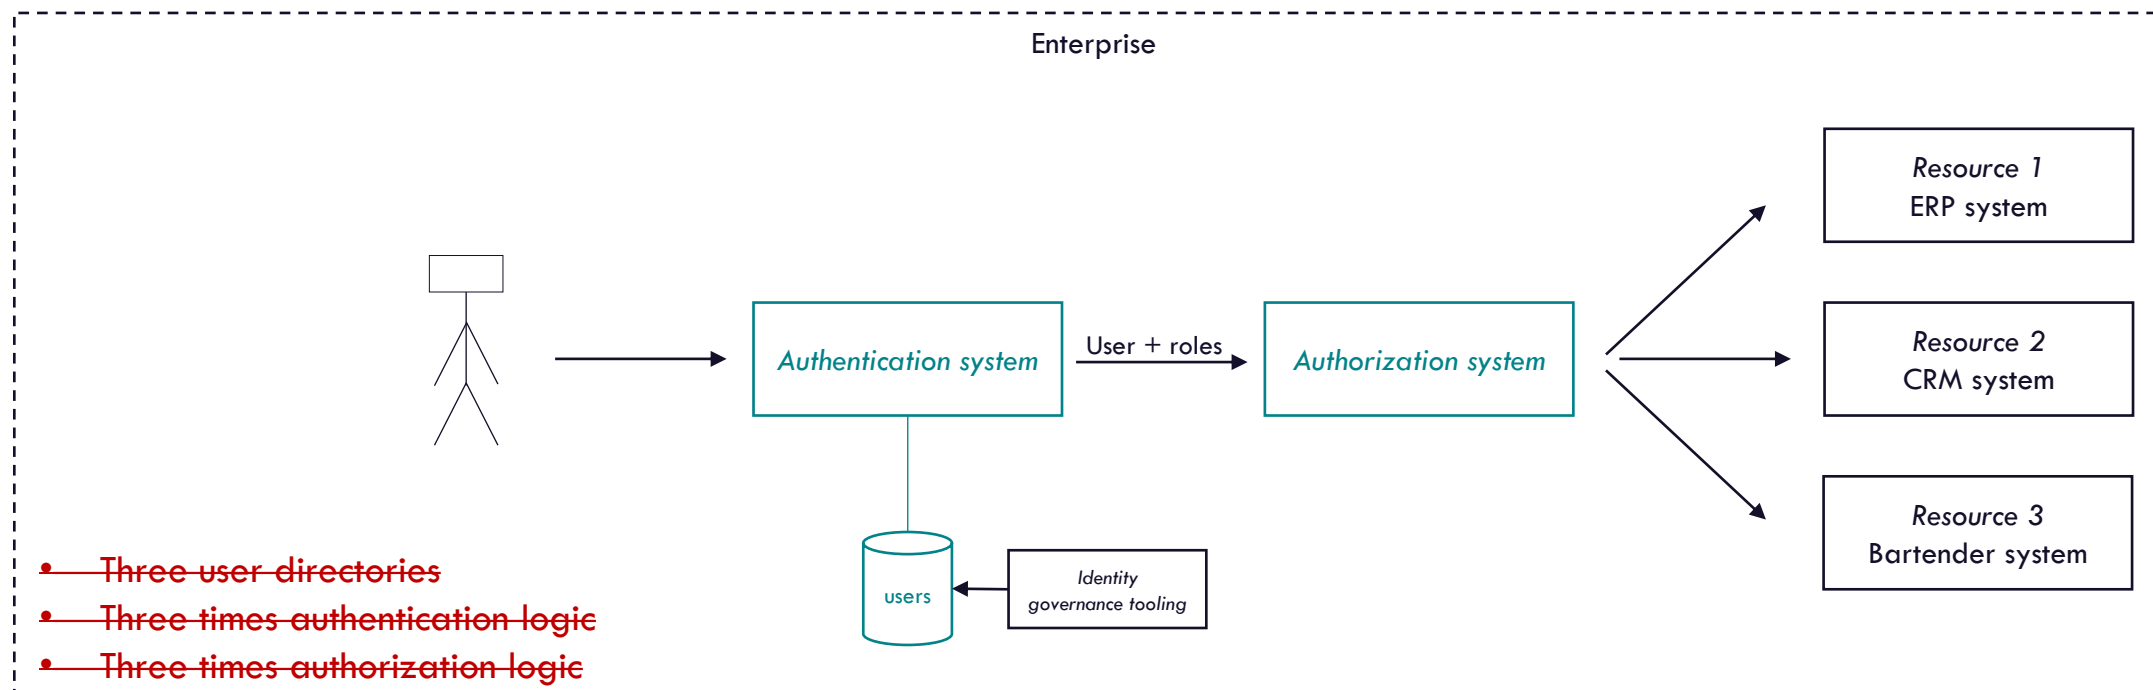 Enterprise
Resource 1
ERP system
Authentication system
User + roles
Authorization system
Resource 2
CRM system
Resource 3
Bartender system
users
Identity
governance tooling
• Three user directories
• Three times authentication logic
• Three times authorization logic